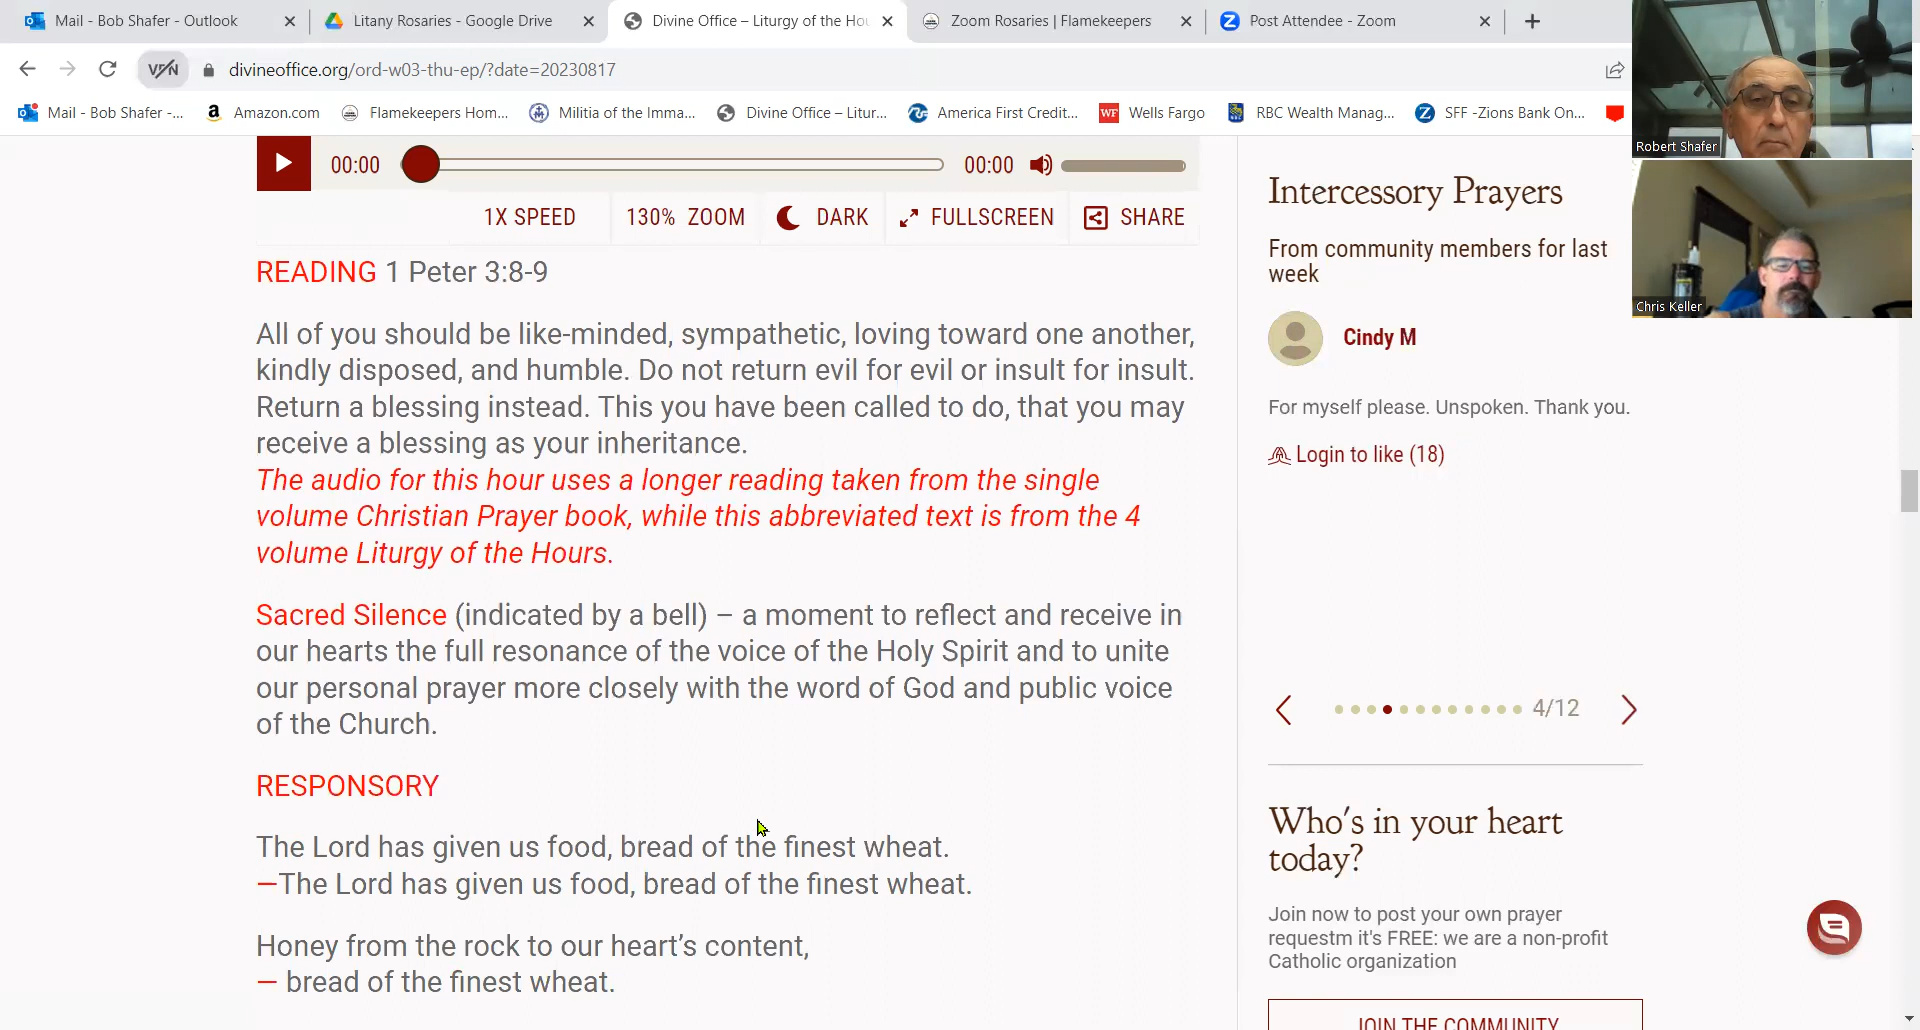 Mail - Bob Shafer - Outlook
Litany Rosaries - Google Drive
Divine Office – Liturgy of the Hou
Zoom Rosaries | Flamekeepers
Post Attendee - Zoom
VPN
divineoffice.org/ord-w03-thu-ep/?date=20230817
Mail - Bob Shafer -...
Amazon.com
Flamekeepers Hom...
Militia of the Imma...
Divine Office – Litur...
America First Credit...
WF Wells Fargo
RBC Wealth Manag...
SFF -Zions Bank On...
Robert Shafer
Chris Keller
00:00
00:00
1X SPEED
130% ZOOM
DARK
FULLSCREEN
SHARE
READING 1 Peter 3:8-9
All of you should be like-minded, sympathetic, loving toward one another,
kindly disposed, and humble. Do not return evil for evil or insult for insult.
Return a blessing instead. This you have been called to do, that you may
receive a blessing as your inheritance.
The audio for this hour uses a longer reading taken from the single
volume Christian Prayer book, while this abbreviated text is from the 4
volume Liturgy of the Hours.
Sacred Silence (indicated by a bell) – a moment to reflect and receive in
our hearts the full resonance of the voice of the Holy Spirit and to unite
our personal prayer more closely with the word of God and public voice
of the Church.
RESPONSORY
The Lord has given us food, bread of the finest wheat.
—The Lord has given us food, bread of the finest wheat.
Honey from the rock to our heart’s content,
— bread of the finest wheat.
Intercessory Prayers
From community members for last
week
Cindy M
For myself please. Unspoken. Thank you.
Login to like (18)
4/12
Who's in your heart
today?
Join now to post your own prayer
requestm it's FREE: we are a non-profit
Catholic organization
JOIN THE COMMUNITY